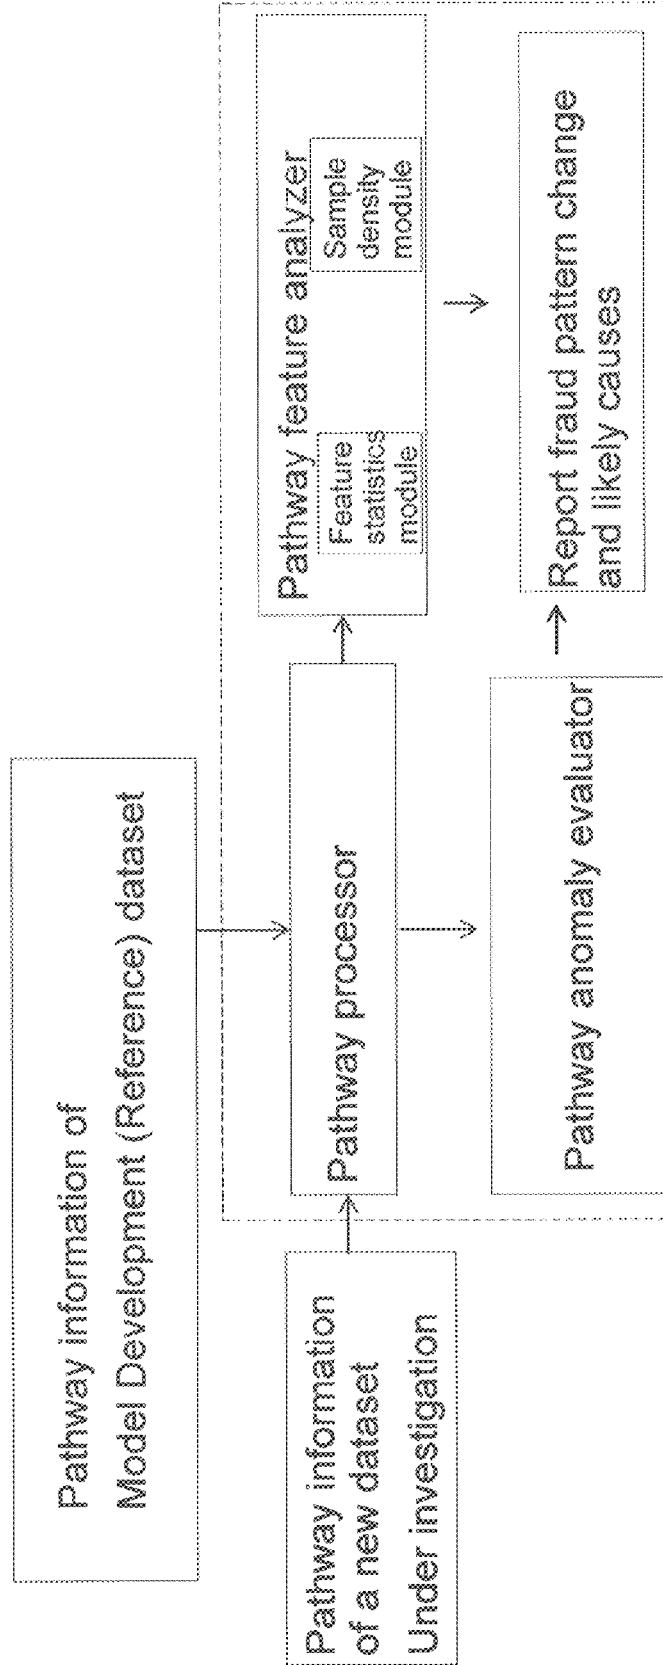 Pathway information of
Model Development (Reference) dataset
Pathway information
of a new dataset
Under investigation
Pathway processor
Pathway feature analyzer
Feature
statistics
module
Sample
density
module
Pathway anomaly evaluator
Report fraud pattern change
and likely causes